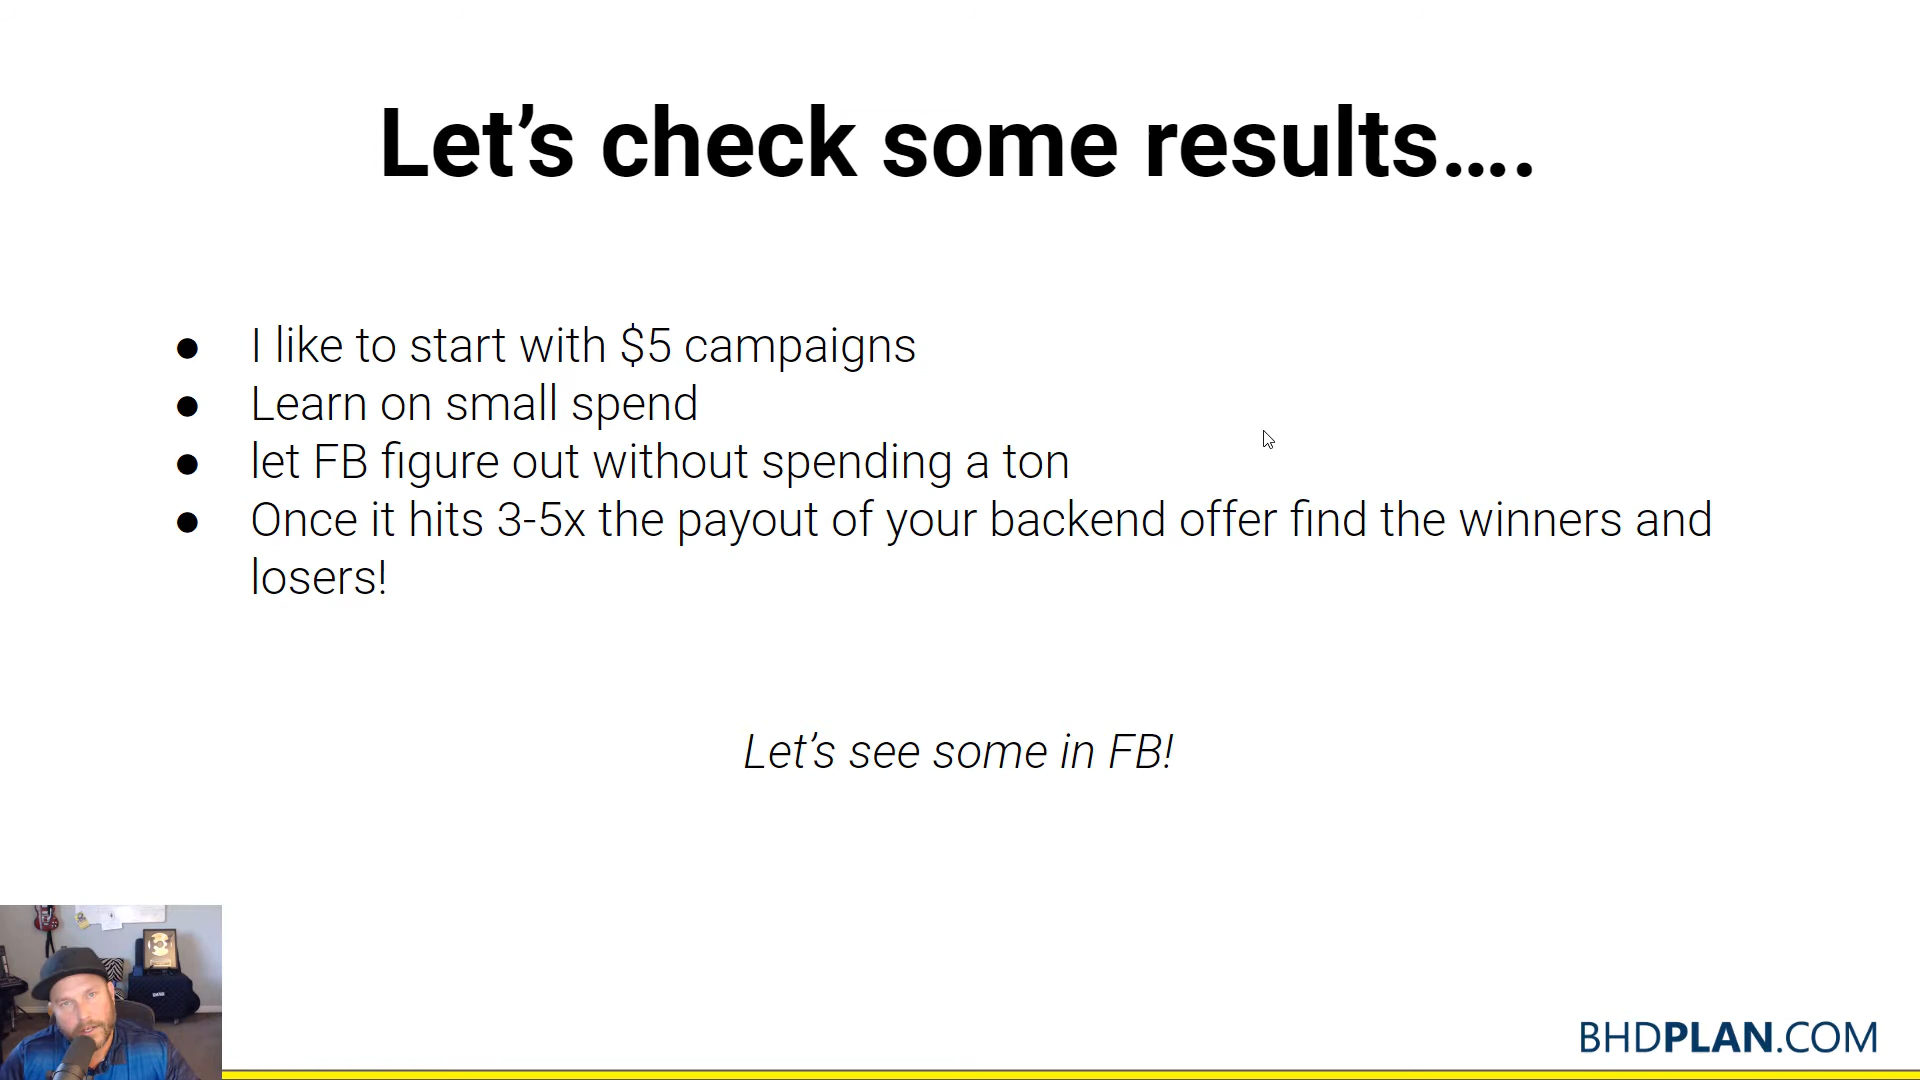 Let’s check some results….
● I like to start with $5 campaigns
● Learn on small spend
● let FB figure out without spending a ton
● Once it hits 3-5x the payout of your backend offer find the winners and
losers!
Let’s see some in FB!
BHDPLAN.COM